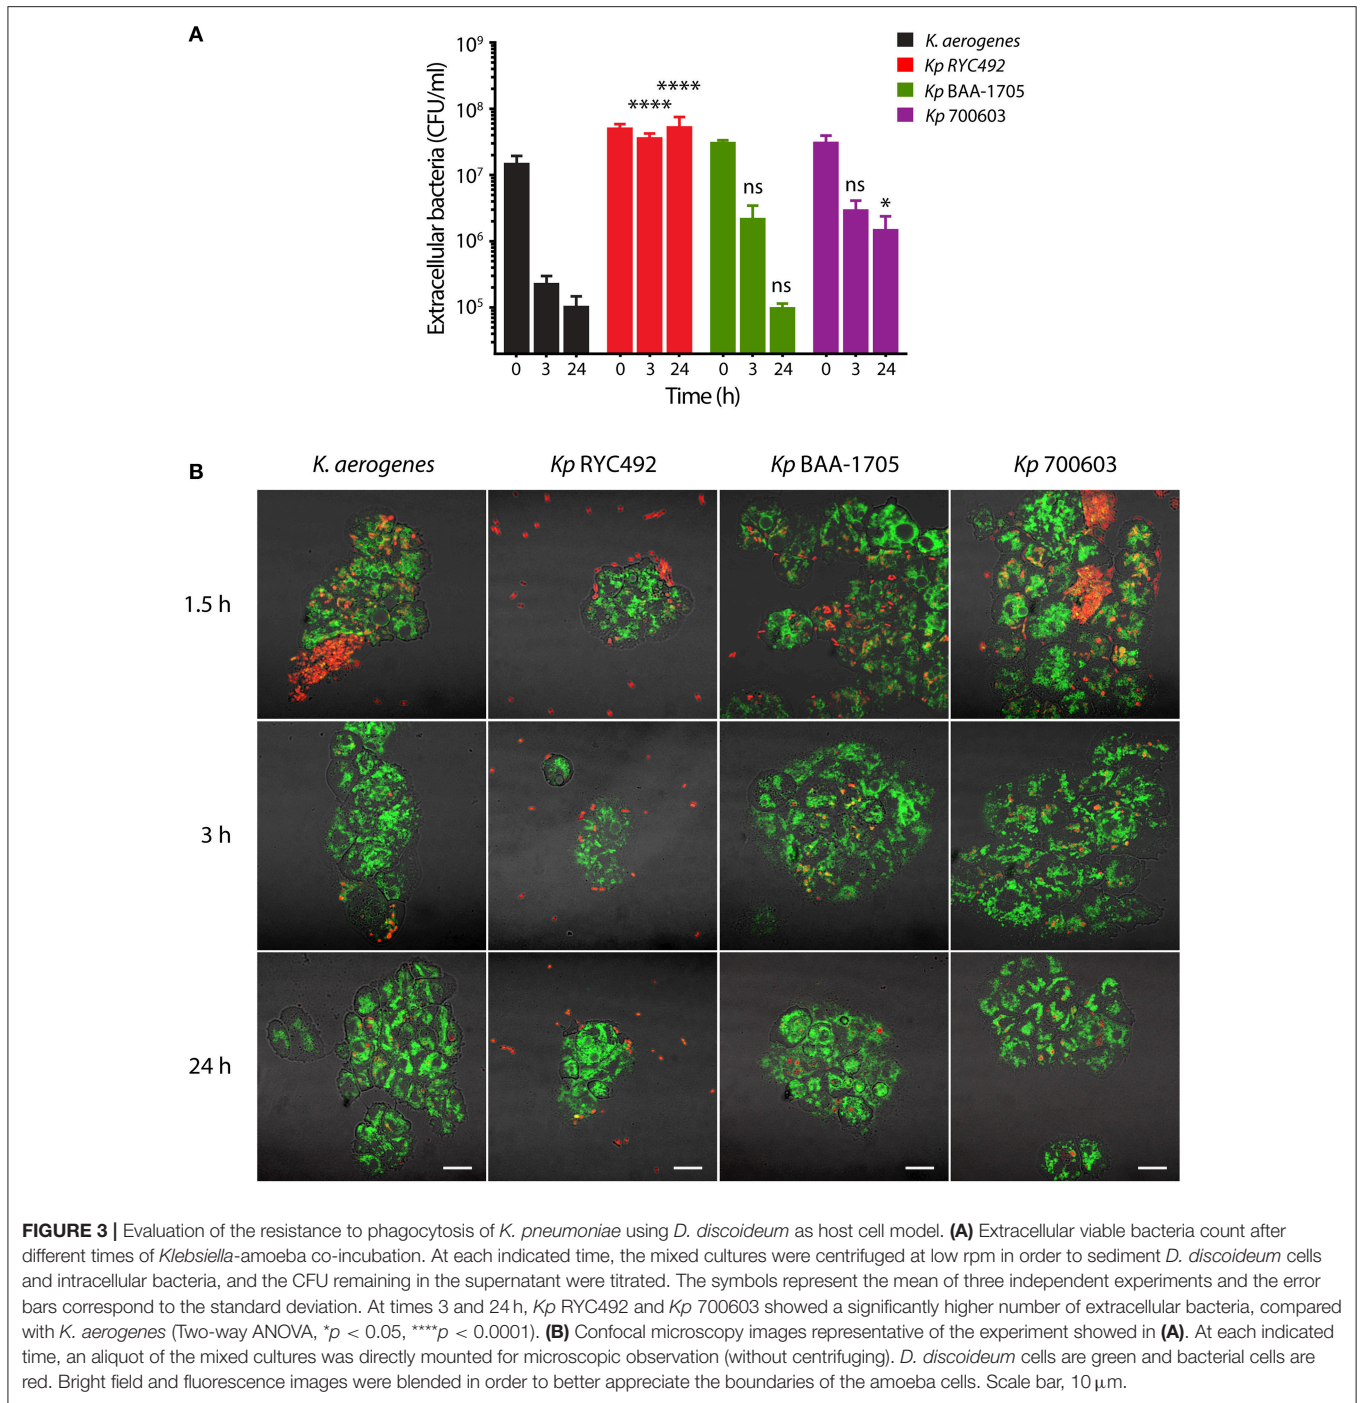 A
Extracellular bacteria (CFU/ml)
10⁹
10⁸
10⁷
10⁶
10⁵
**** ****
ns
ns
ns
*
K. aerogenes
Kp RYC492
Kp BAA-1705
Kp 700603
0 3 24 0 3 24 0 3 24 0 3 24
Time (h)
B
K. aerogenes Kp RYC492 Kp BAA-1705 Kp 700603
1.5 h
3 h
24 h
FIGURE 3 | Evaluation of the resistance to phagocytosis of K. pneumoniae using D. discoideum as host cell model. (A) Extracellular viable bacteria count after
different times of Klebsiella-amoeba co-incubation. At each indicated time, the mixed cultures were centrifuged at low rpm in order to sediment D. discoideum cells
and intracellular bacteria, and the CFU remaining in the supernatant were titrated. The symbols represent the mean of three independent experiments and the error
bars correspond to the standard deviation. At times 3 and 24 h, Kp RYC492 and Kp 700603 showed a significantly higher number of extracellular bacteria, compared
with K. aerogenes (Two-way ANOVA, *p < 0.05, ****p < 0.0001). (B) Confocal microscopy images representative of the experiment showed in (A). At each indicated
time, an aliquot of the mixed cultures was directly mounted for microscopic observation (without centrifuging). D. discoideum cells are green and bacterial cells are
red. Bright field and fluorescence images were blended in order to better appreciate the boundaries of the amoeba cells. Scale bar, 10 μm.